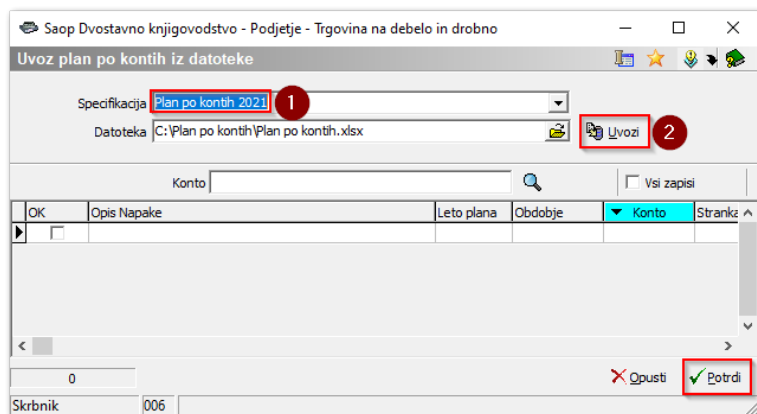 Saop Dvostavno knjigovodstvo - Podjetje - Trgovina na debelo in drobno
Uvoz plan po kontih iz datoteke
Specifikacija Plan po kontih 2021 1
Datoteka C:\Plan po kontih\Plan po kontih.xlsx Uvozi 2
Konto Vsi zapisi
OK Opis Napake Leto plana Obdobje Konto Stranka
0 Opusti Potrdi
Skrbnik 006